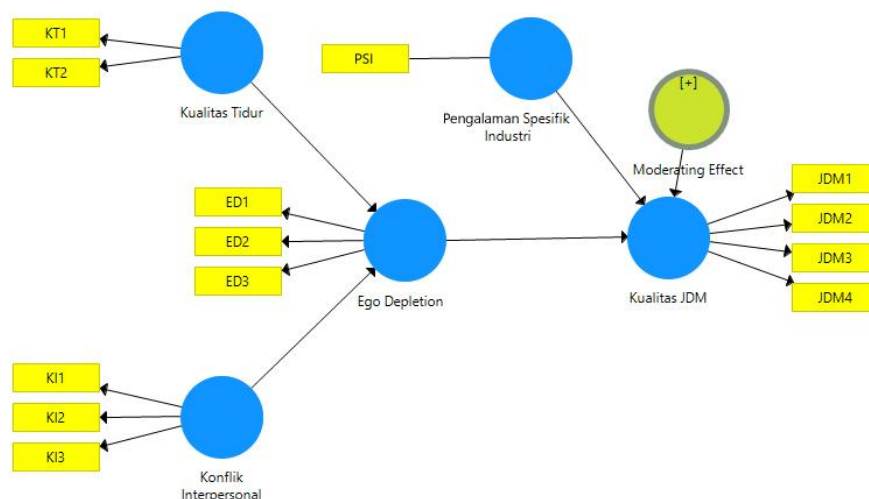 KT1
KT2
Kualitas Tidur
PSI
Pengalaman Spesifik
Industri
[+]
Moderating Effect
ED1
ED2
ED3
Ego Depletion
JDM1
JDM2
JDM3
JDM4
Kualitas JDM
KI1
KI2
KI3
Konflik
Interpersonal